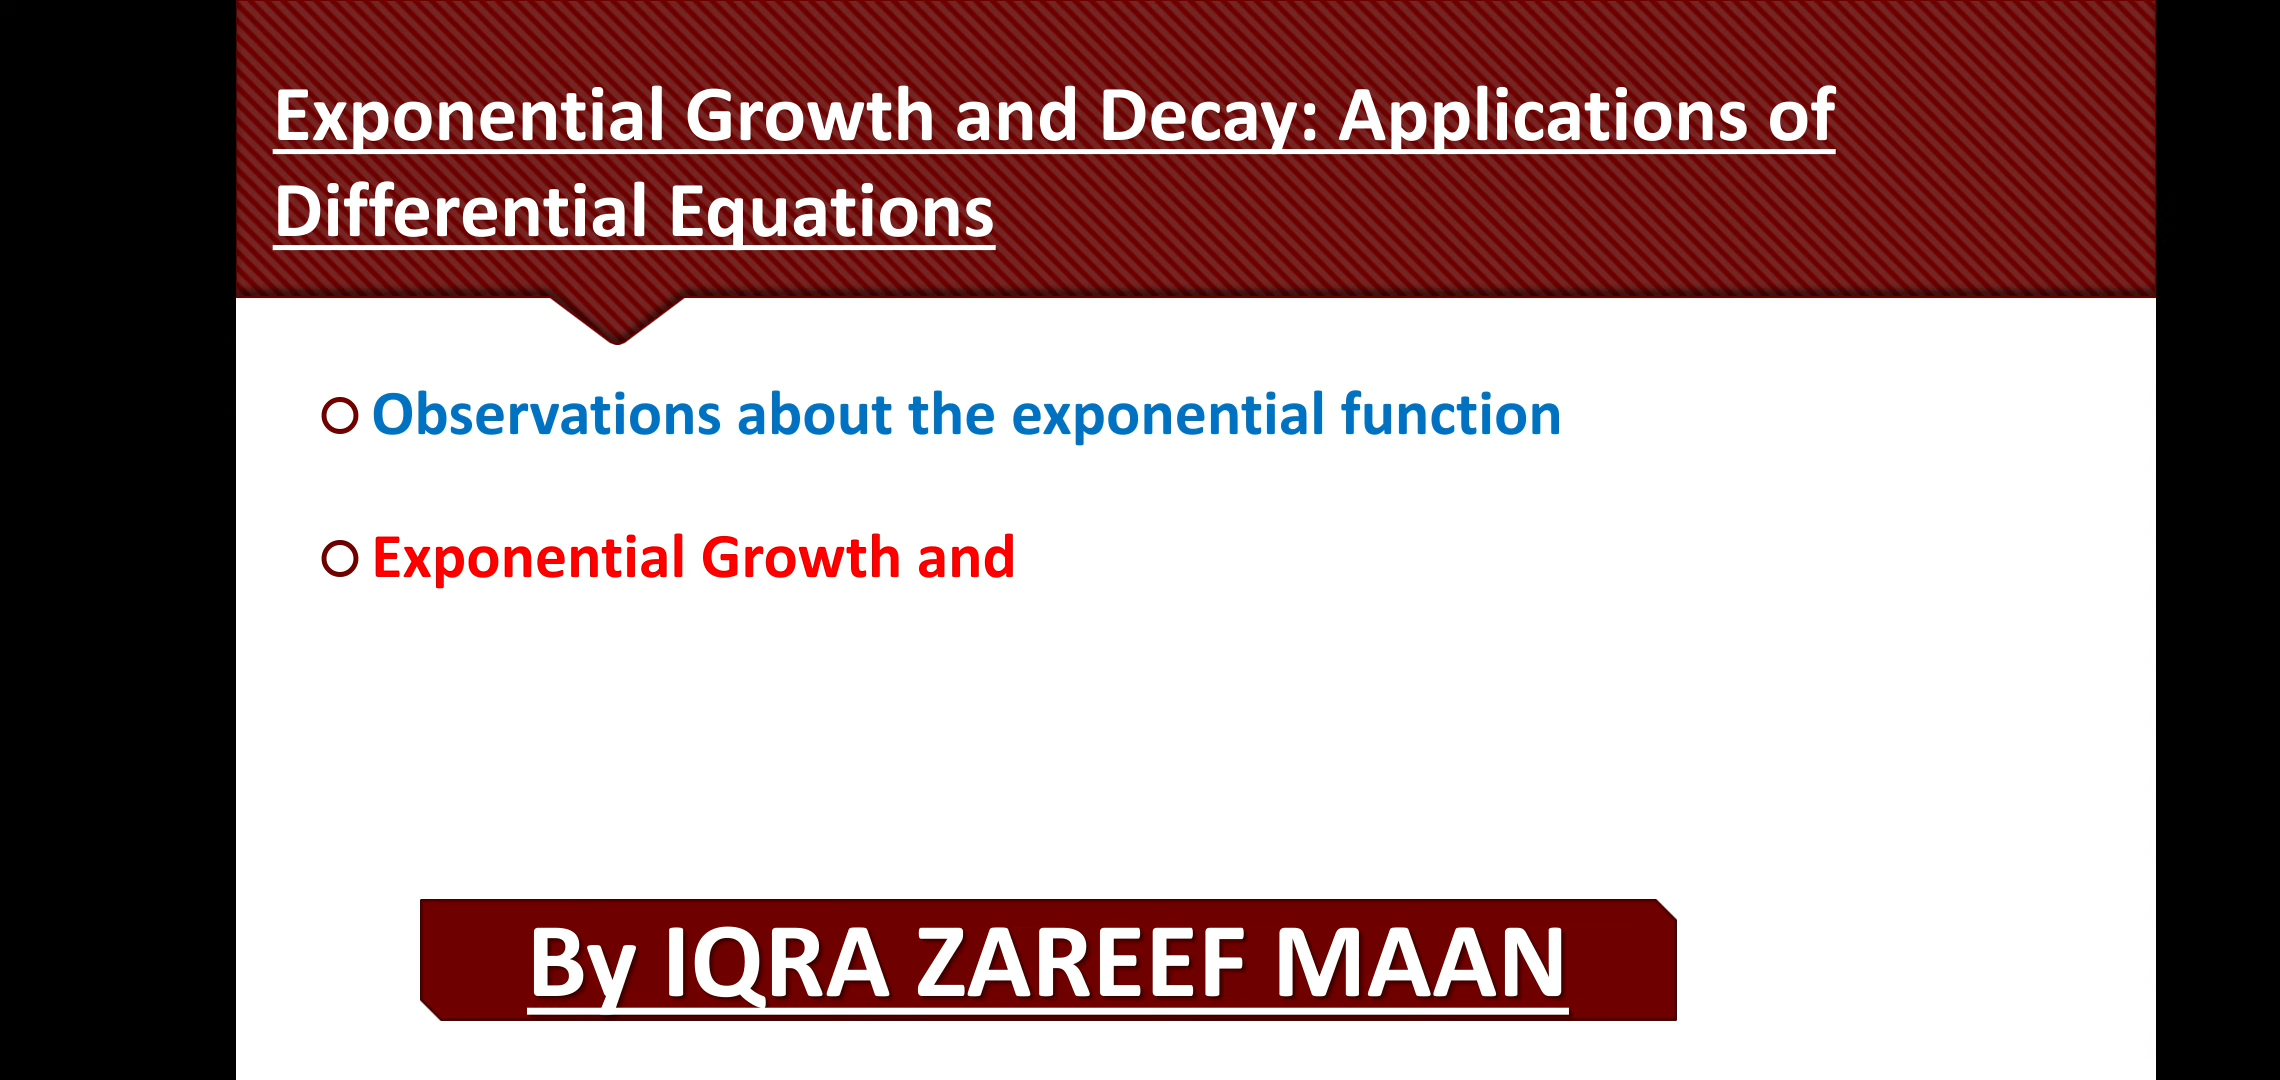 Exponential Growth and Decay: Applications of
Differential Equations
Observations about the exponential function
Exponential Growth and
By IQRA ZAREEF MAAN